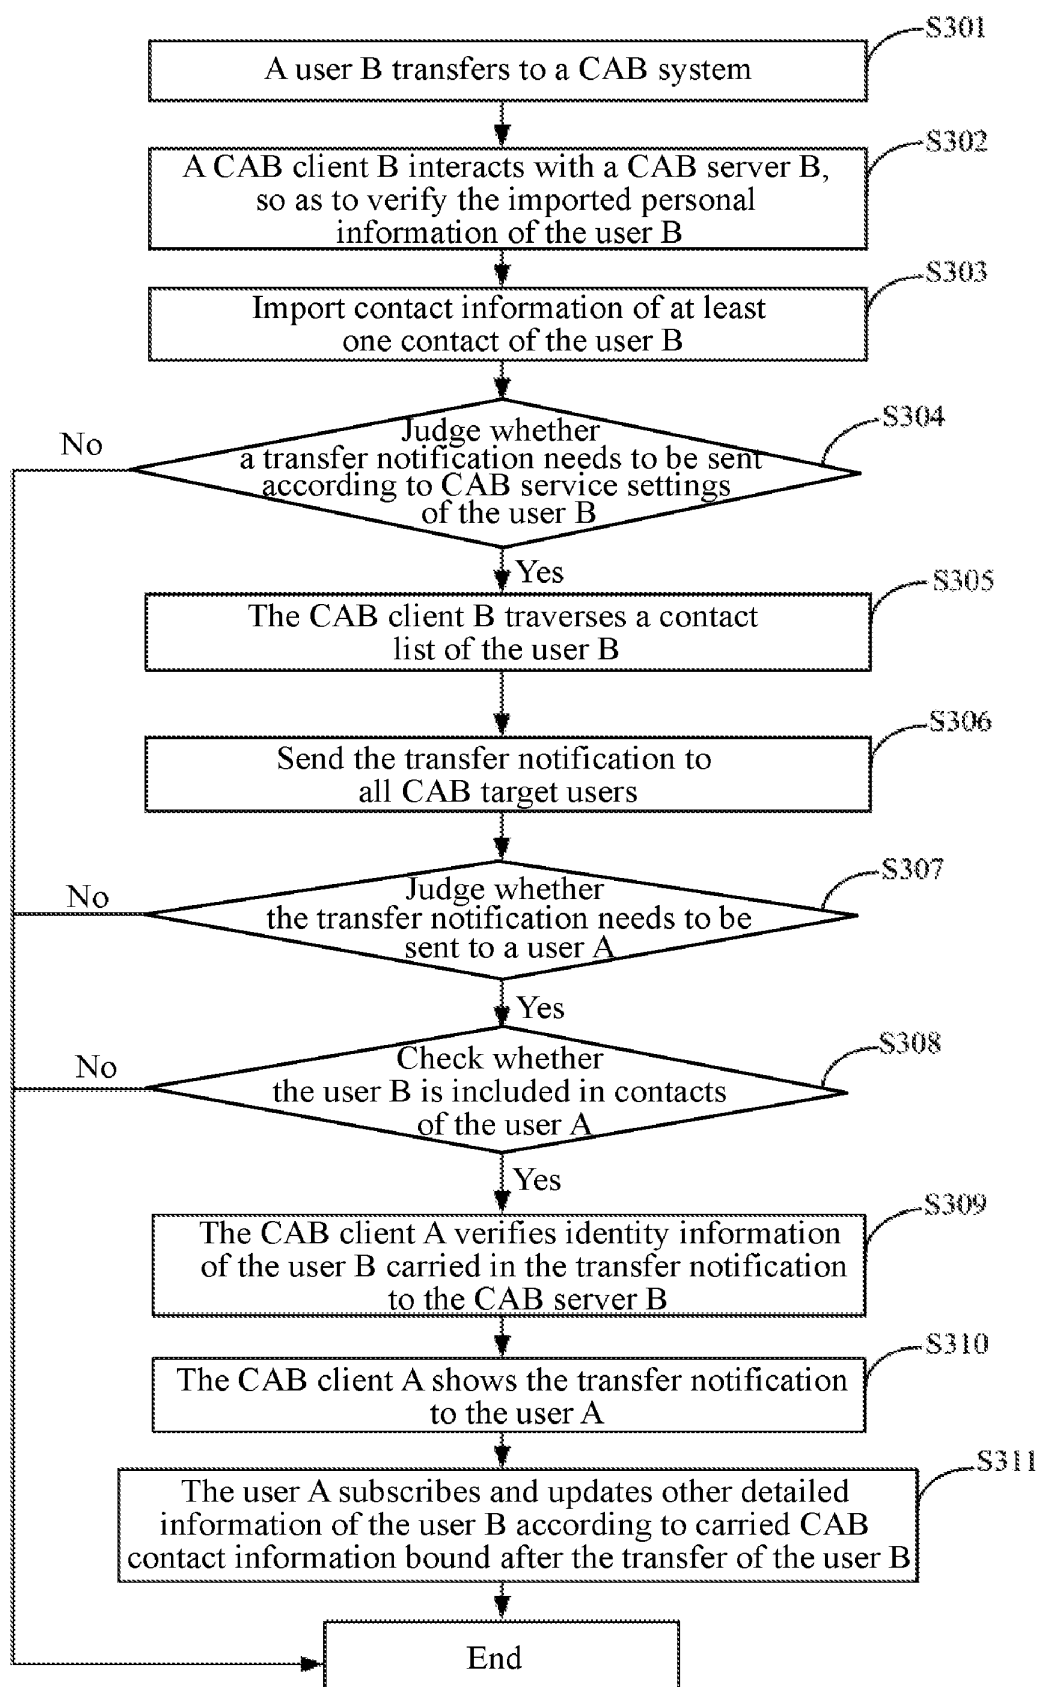 S301
A user B transfers to a CAB system
S302
A CAB client B interacts with a CAB server B,
so as to verify the imported personal
information of the user B
S303
Import contact information of at least
one contact of the user B
S304
No
Judge whether
a transfer notification needs to be sent
according to CAB service settings
of the user B
Yes
S305
The CAB client B traverses a contact
list of the user B
S306
Send the transfer notification to
all CAB target users
S307
No
Judge whether
the transfer notification needs to be
sent to a user A
Yes
S308
No
Check whether
the user B is included in contacts
of the user A
Yes
S309
The CAB client A verifies identity information
of the user B carried in the transfer notification
to the CAB server B
S310
The CAB client A shows the transfer notification
to the user A
S311
The user A subscribes and updates other detailed
information of the user B according to carried CAB
contact information bound after the transfer of the user B
End